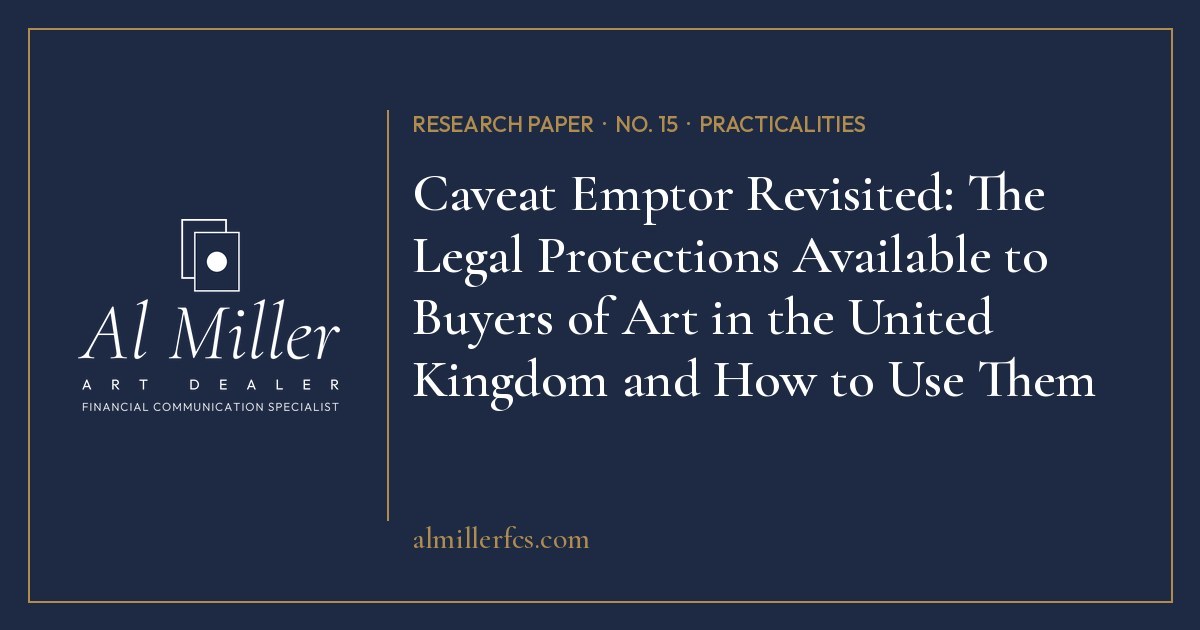 Al Miller
ART DEALER
FINANCIAL COMMUNICATION SPECIALIST
RESEARCH PAPER · NO. 15 · PRACTICALITIES
Caveat Emptor Revisited: The
Legal Protections Available to
Buyers of Art in the United
Kingdom and How to Use Them
almillerfcs.com